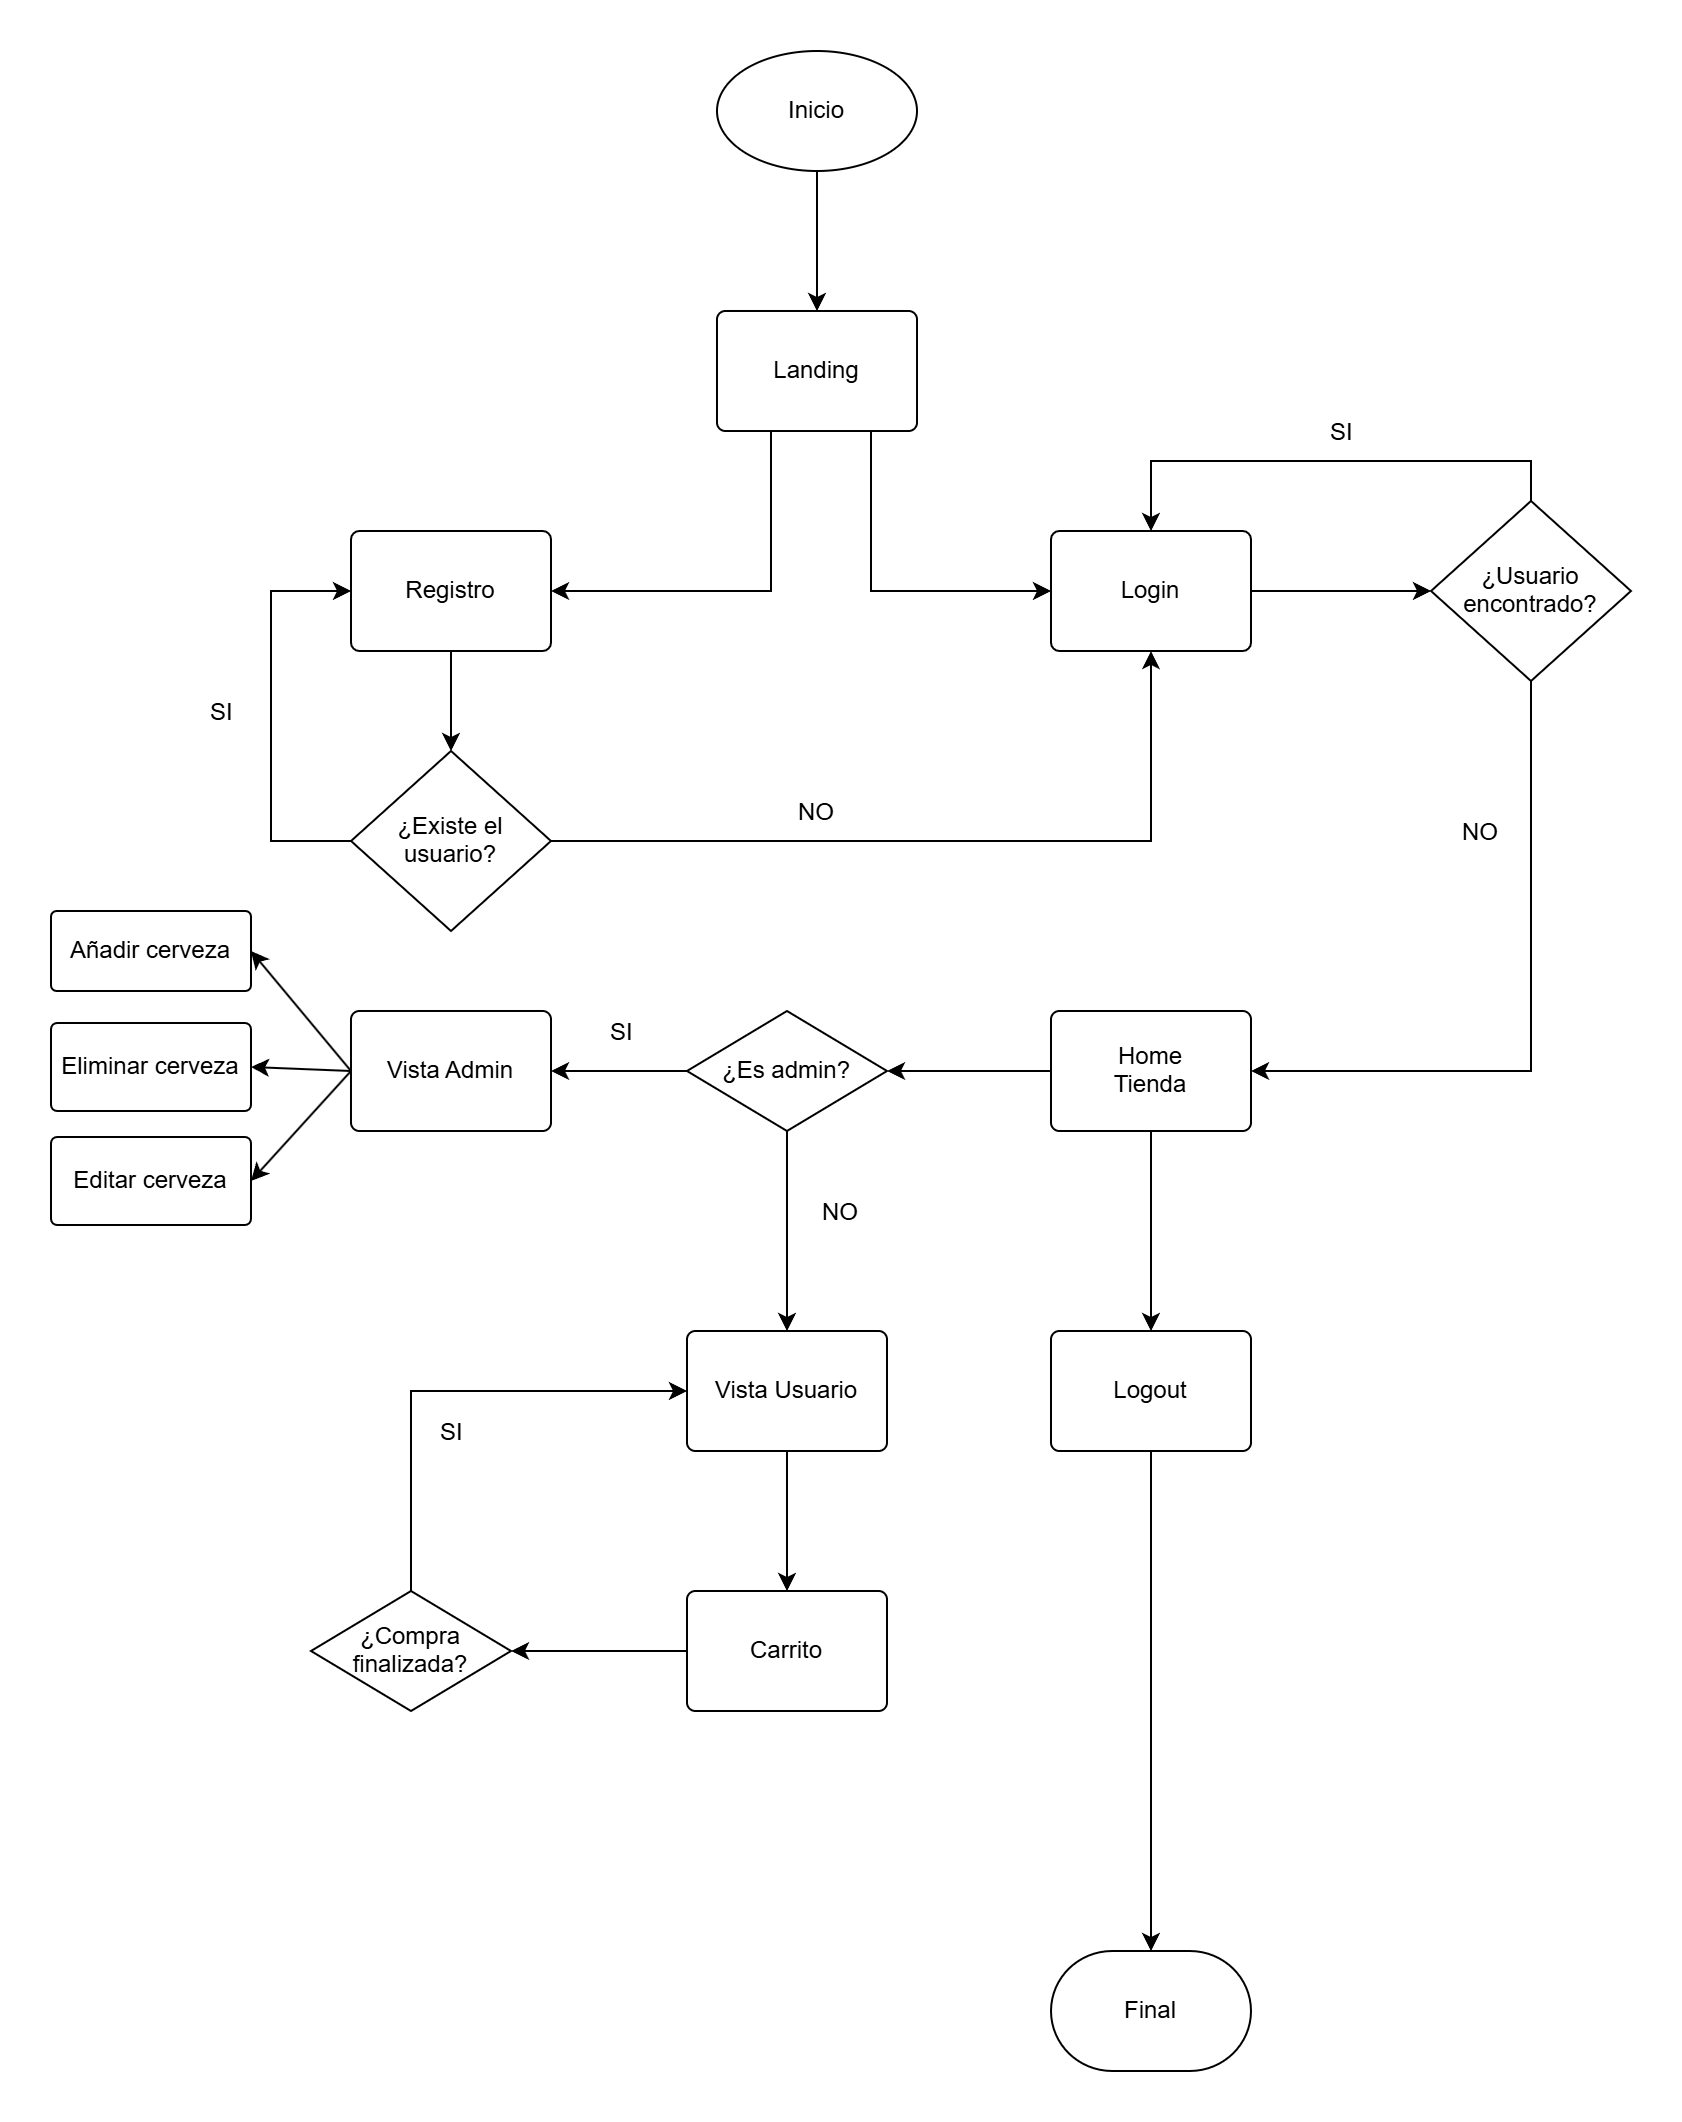 Inicio
Landing
SI
Registro
Login
¿Usuario
encontrado?
SI
NO
¿Existe el
usuario?
NO
Añadir cerveza
Eliminar cerveza
Editar cerveza
Vista Admin
SI
¿Es admin?
Home
Tienda
NO
Vista Usuario
Logout
SI
¿Compra
finalizada?
Carrito
Final